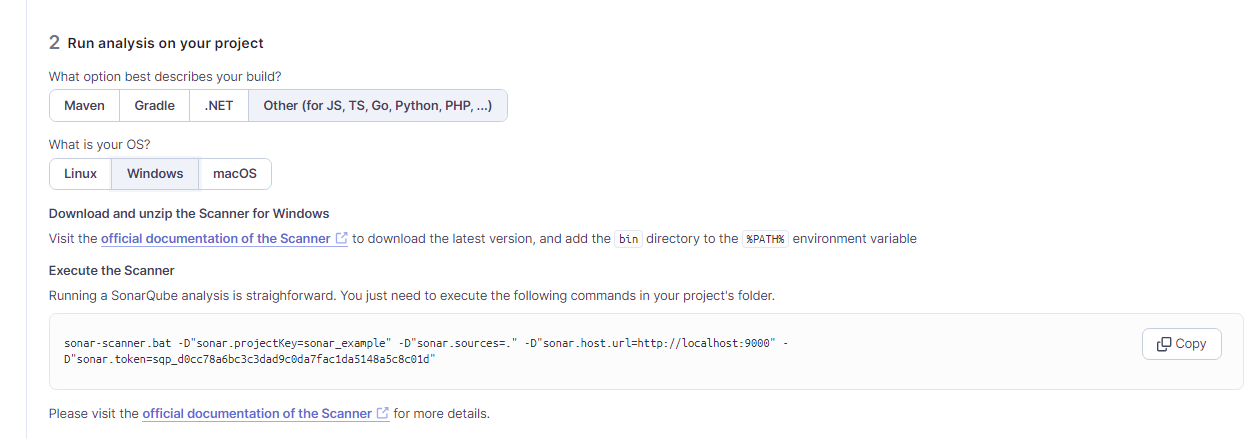 2 Run analysis on your project
What option best describes your build?
Maven Gradle .NET Other (for JS, TS, Go, Python, PHP, ...)
What is your OS?
Linux Windows macOS
Download and unzip the Scanner for Windows
Visit the official documentation of the Scanner to download the latest version, and add the bin directory to the %PATH% environment variable
Execute the Scanner
Running a SonarQube analysis is straighforward. You just need to execute the following commands in your project's folder.
sonar-scanner.bat -D"sonar.projectKey=sonar_example" -D"sonar.sources=." -D"sonar.host.url=http://localhost:9000" -
D"sonar.token=sqp_d0cc78a6bc3c3dad9c0da7fac1da5148a5c8c01d"
Copy
Please visit the official documentation of the Scanner for more details.